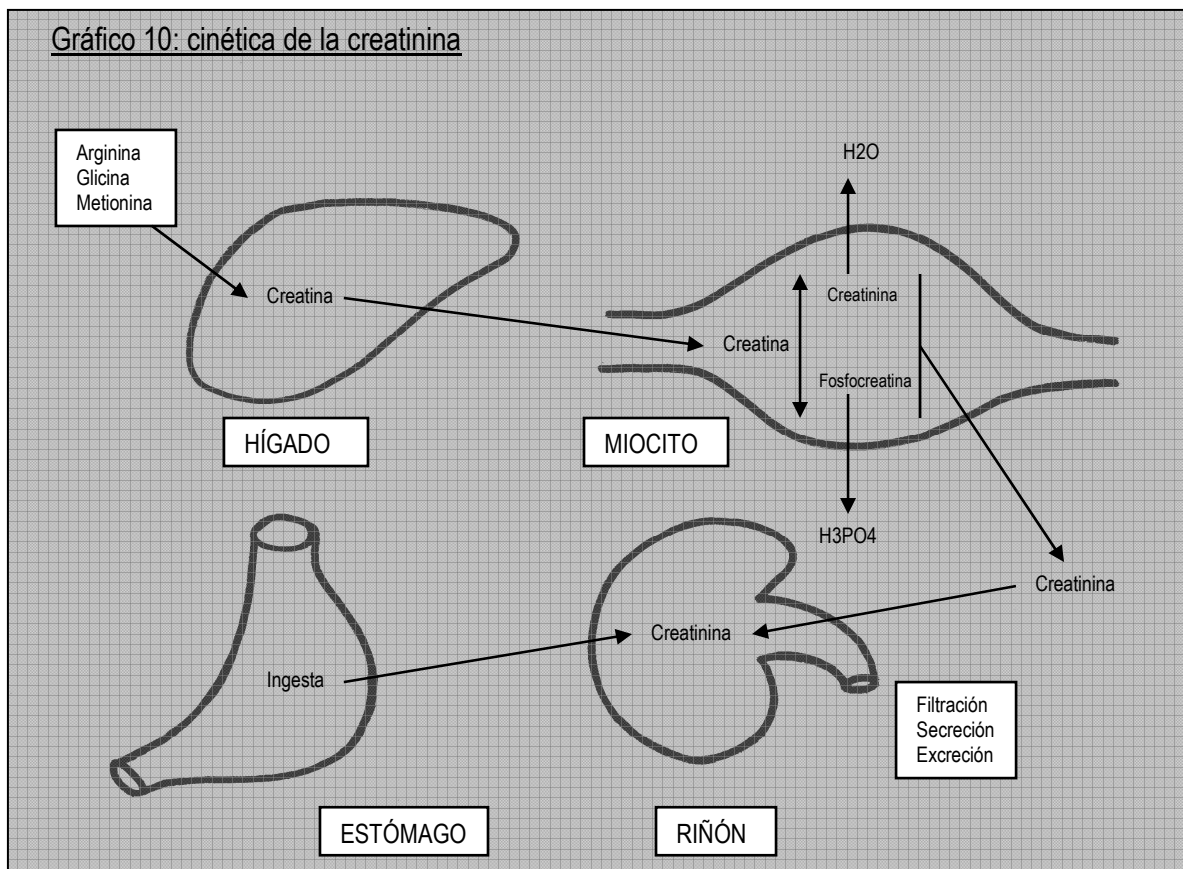 Gráfico 10: cinética de la creatinina
Arginina
Glicina
Metionina
Creatina
HÍGADO
H2O
Creatinina
Creatina
Fosfocreatina
MIOCITO
H3PO4
Creatinina
Ingesta
ESTÓMAGO
Creatinina
RIÑÓN
Filtración
Secreción
Excreción